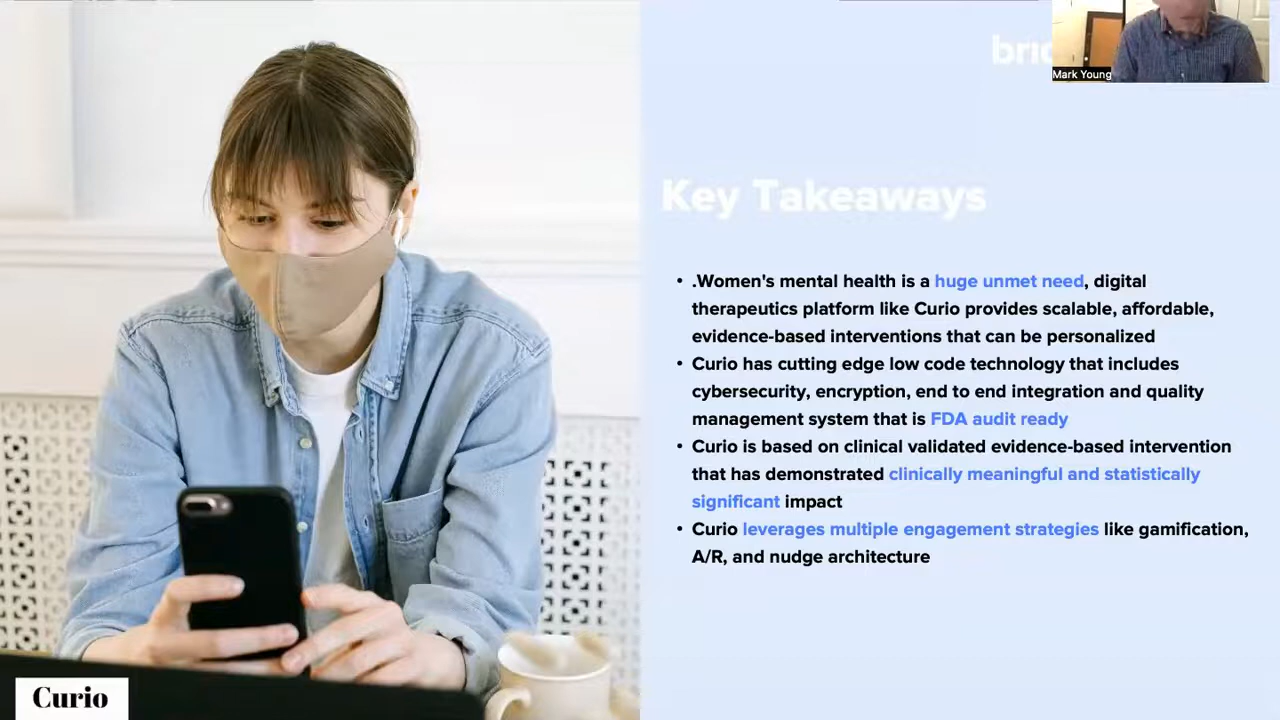 Mark Young
Key Takeaways
• .Women's mental health is a huge unmet need, digital
therapeutics platform like Curio provides scalable, affordable,
evidence-based interventions that can be personalized
• Curio has cutting edge low code technology that includes
cybersecurity, encryption, end to end integration and quality
management system that is FDA audit ready
• Curio is based on clinical validated evidence-based intervention
that has demonstrated clinically meaningful and statistically
significant impact
• Curio leverages multiple engagement strategies like gamification,
A/R, and nudge architecture
Curio